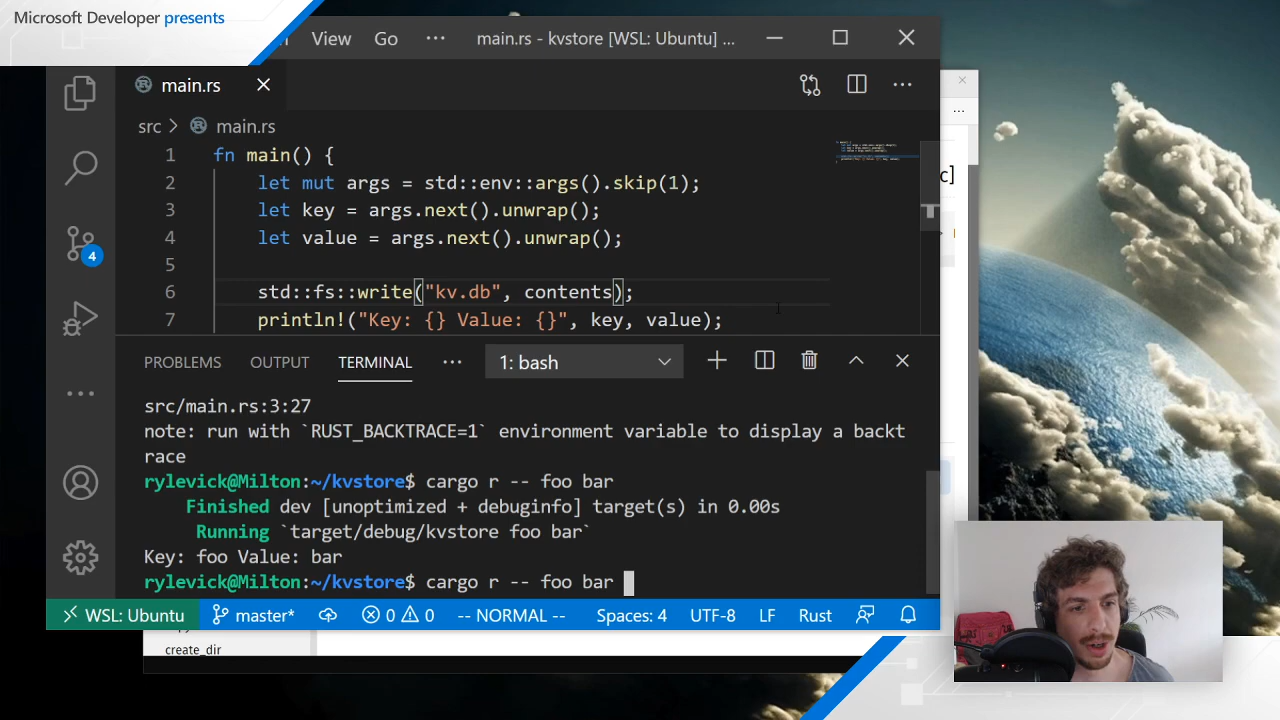 Microsoft Developer presents
View Go ··· main.rs - kvstore [WSL: Ubuntu] ...
main.rs
src > main.rs
1 fn main() {
2 let mut args = std::env::args().skip(1);
3 let key = args.next().unwrap();
4 let value = args.next().unwrap();
5
6 std::fs::write("kv.db", contents);
7 println!("Key: {} Value: {}", key, value);
c]
4
PROBLEMS OUTPUT TERMINAL ··· 1: bash
src/main.rs:3:27
note: run with `RUST_BACKTRACE=1` environment variable to display a backt
race
rylevick@Milton:~/kvstore$ cargo r -- foo bar
Finished dev [unoptimized + debuginfo] target(s) in 0.00s
Running `target/debug/kvstore foo bar`
Key: foo Value: bar
rylevick@Milton:~/kvstore$ cargo r -- foo bar
WSL: Ubuntu master* 0 0 -- NORMAL -- Spaces: 4 UTF-8 LF Rust
create_dir